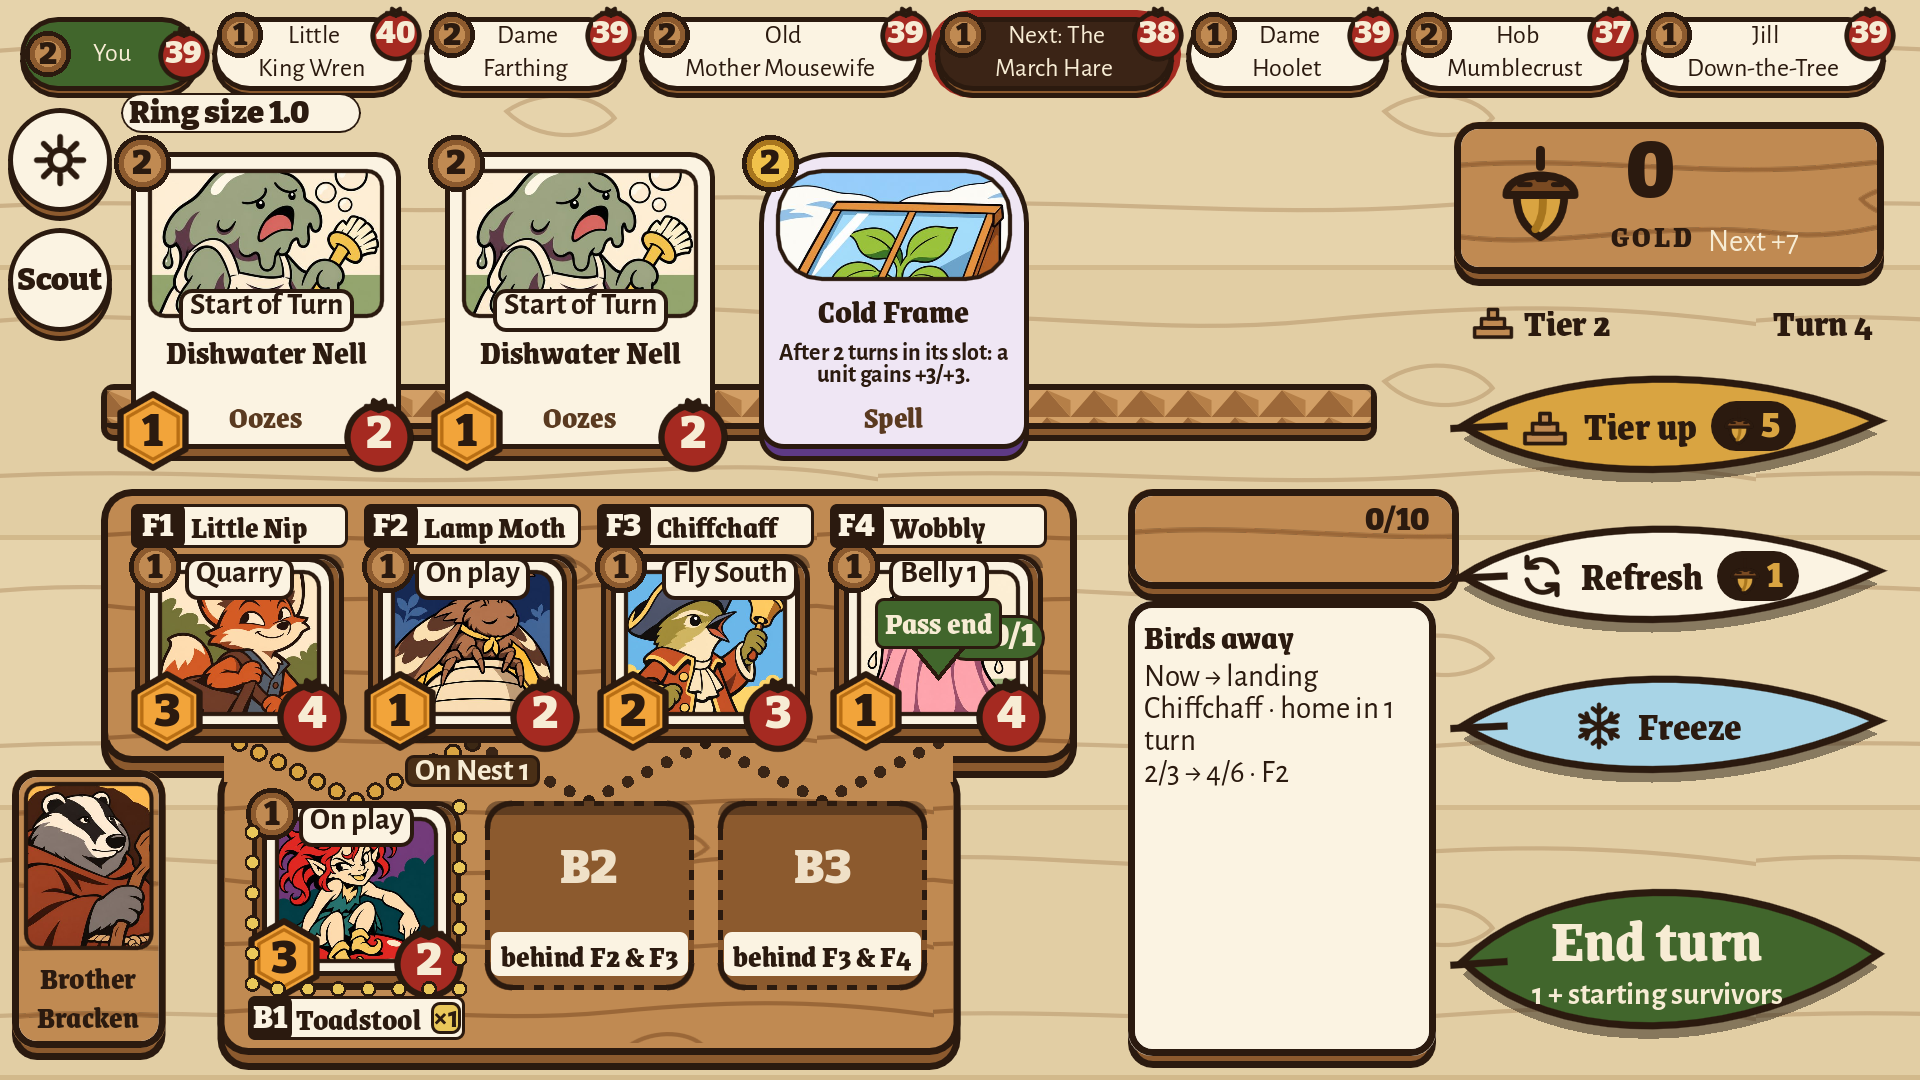 2 You 39
1 Little King Wren 40
2 Dame Farthing 39
2 Old Mother Mousewife 39
1 Next: The March Hare 38
1 Dame Hoolet 39
2 Hob Mumblecrust 37
1 Jill Down-the-Tree 39
Ring size 1.0
Scout
2
Start of Turn
Dishwater Nell
1 Oozes 2
2
Start of Turn
Dishwater Nell
1 Oozes 2
2
Cold Frame
After 2 turns in its slot: a
unit gains +3/+3.
Spell
0
GOLD Next +7
Tier 2 Turn 4
Tier up 5
Refresh 1
Freeze
End turn
1 + starting survivors
F1 Little Nip
1 Quarry
3 4
F2 Lamp Moth
1 On play
1 2
F3 Chiffchaff
1 Fly South
2 3
F4 Wobbly
1 Belly 1
Pass end /1
1 4
On Nest 1
1 On play
3 2
B1 Toadstool ×1
B2
behind F2 & F3
B3
behind F3 & F4
Brother
Bracken
0/10
Birds away
Now → landing
Chiffchaff · home in 1
turn
2/3 → 4/6 · F2